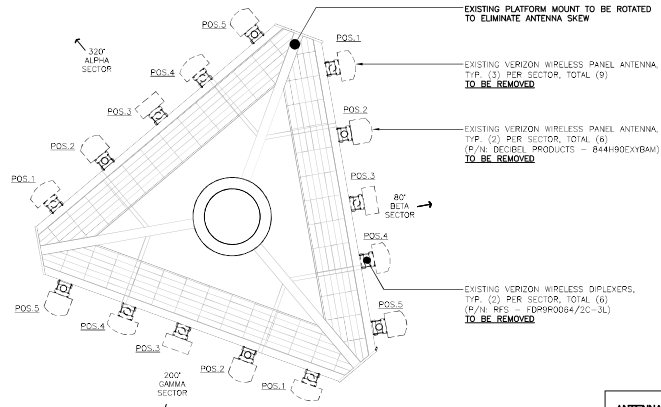 EXISTING PLATFORM MOUNT TO BE ROTATED
TO ELIMINATE ANTENNA SKEW
POS.5
POS.1
320°
ALPHA
SECTOR
POS.4
EXISTING VERIZON WIRELESS PANEL ANTENNA,
TYP. (3) PER SECTOR, TOTAL (9)
TO BE REMOVED
POS.3
POS.2
EXISTING VERIZON WIRELESS PANEL ANTENNA,
TYP. (2) PER SECTOR, TOTAL (6)
(P/N: DECIBEL PRODUCTS - 844H90EXYBAM)
TO BE REMOVED
POS.2
POS.1
POS.3
80°
BETA
SECTOR
POS.4
EXISTING VERIZON WIRELESS DIPLEXERS,
TYP. (2) PER SECTOR, TOTAL (6)
(P/N: RFS - FDR9R0064/2C-3L)
TO BE REMOVED
POS.5
POS.4
POS.3
POS.2
POS.1
POS.5
200°
GAMMA
SECTOR
ANTENNA